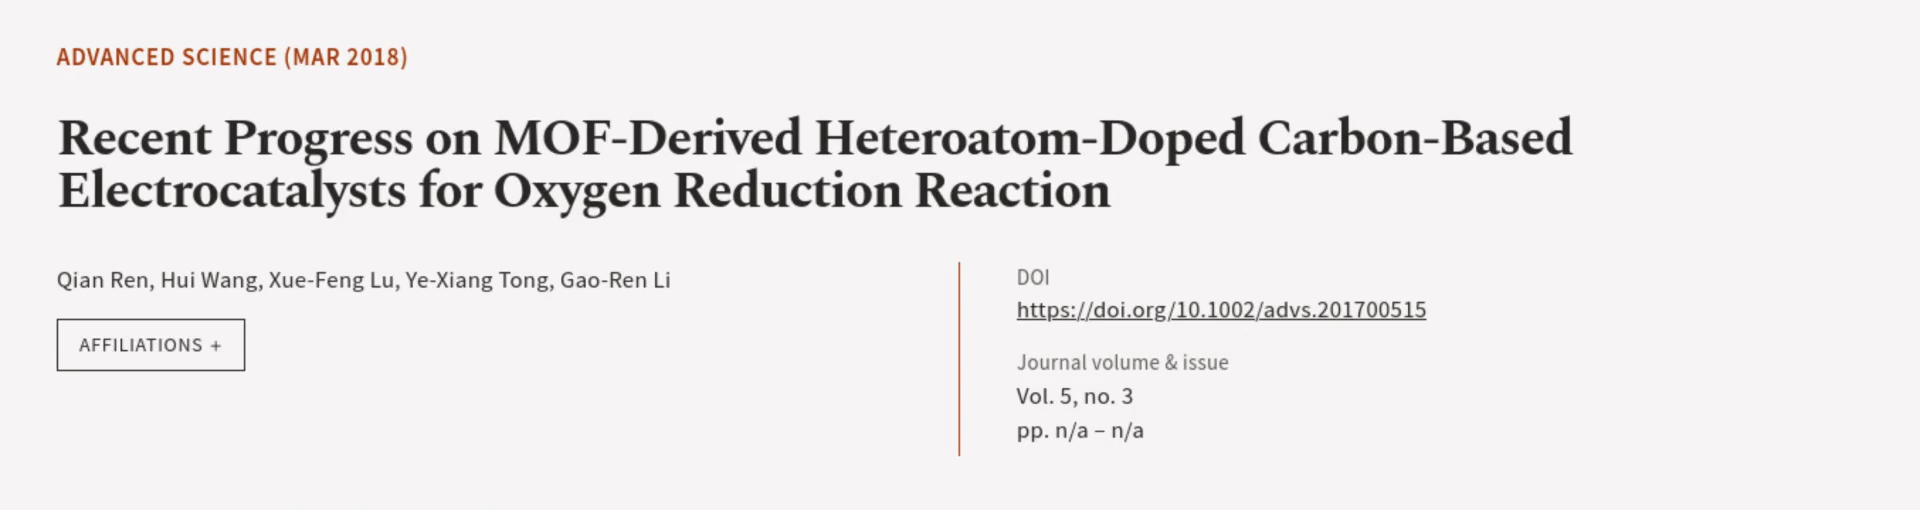 ADVANCED SCIENCE (MAR 2018)
Recent Progress on MOF-Derived Heteroatom-Doped Carbon-Based
Electrocatalysts for Oxygen Reduction Reaction
Qian Ren, Hui Wang, Xue-Feng Lu, Ye-Xiang Tong, Gao-Ren Li
AFFILIATIONS +
DOI
https://doi.org/10.1002/advs.201700515
Journal volume & issue
Vol. 5, no. 3
pp. n/a – n/a